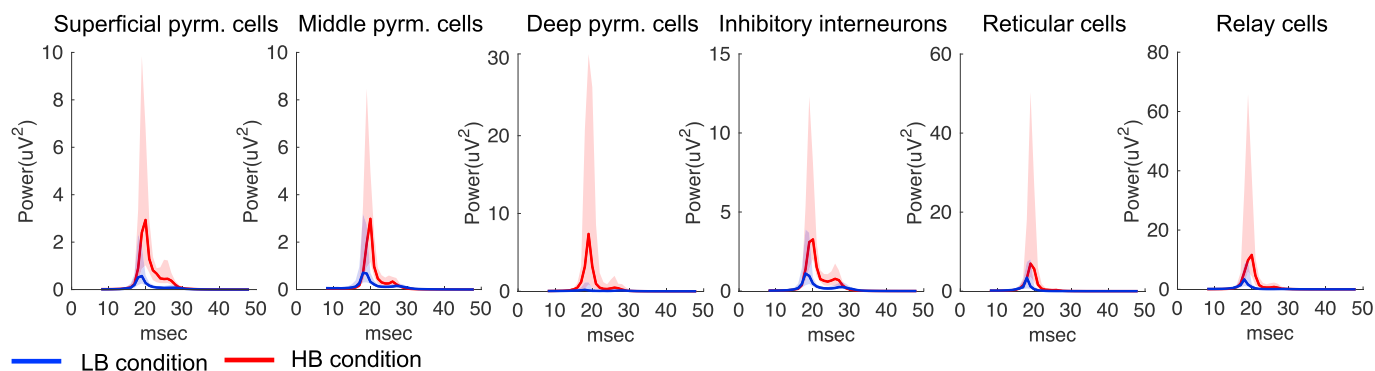 Superficial pyrm. cells Middle pyrm. cells Deep pyrm. cells Inhibitory interneurons Reticular cells Relay cells
10 10 30 15 60 80
8 8 60
6 6 20 10 40 40
4 4 10 5 20 20
2 2
0 0 0 0 0 0
Power(uV²) Power(uV²) Power(uV²) Power(uV²) Power(uV²) Power(uV²)
0 10 20 30 40 50 0 10 20 30 40 50 0 10 20 30 40 50 0 10 20 30 40 50 0 10 20 30 40 50 0 10 20 30 40 50
msec msec msec msec msec msec
LB condition HB condition